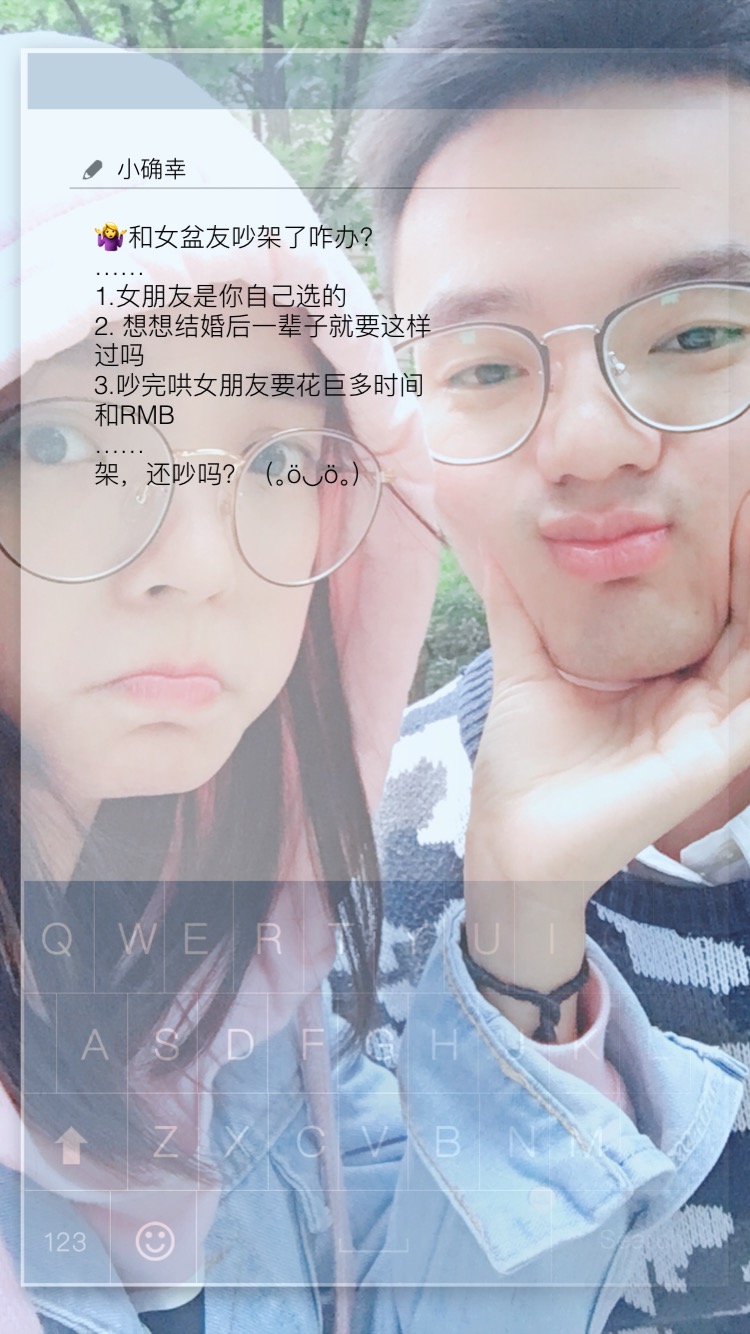 小确幸
🤷‍♀️和女盆友吵架了咋办？
……
1.女朋友是你自己选的
2. 想想结婚后一辈子就要这样
过吗
3.吵完哄女朋友要花巨多时间
和RMB
……
架，还吵吗？（｡ö◡ö｡）
Q W E R T Y U I
A S D F G H J K L
Z X C V B N M
123